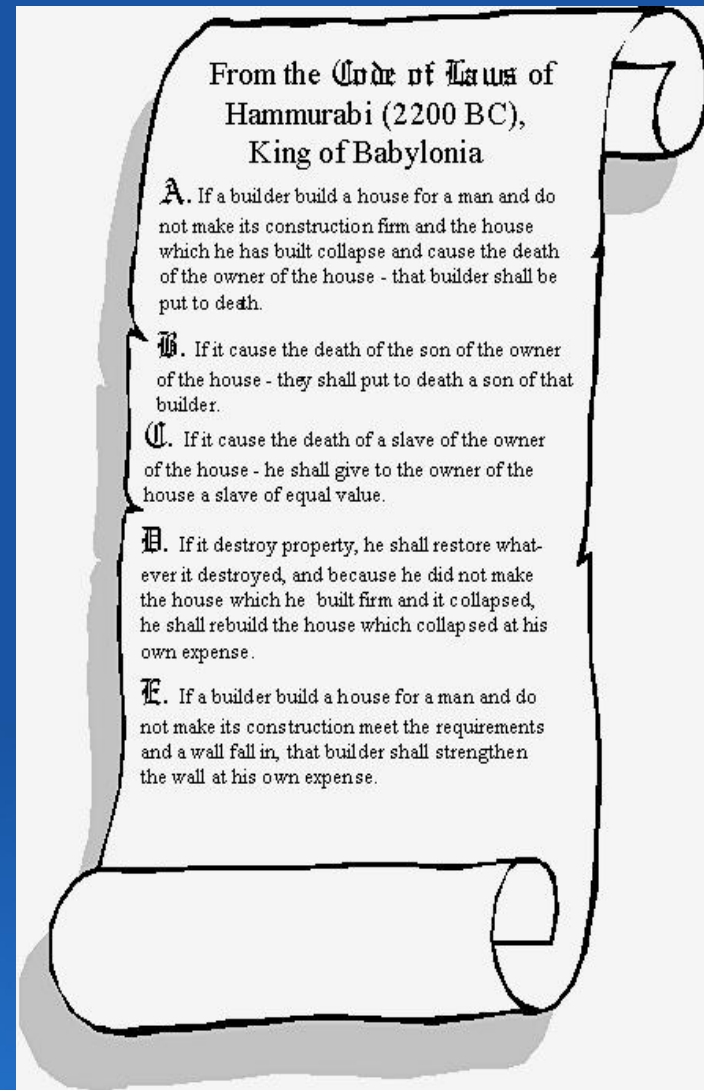 From the Code of Laws of
Hammurabi (2200 BC),
King of Babylonia
A. If a builder build a house for a man and do
not make its construction firm and the house
which he has built collapse and cause the death
of the owner of the house - that builder shall be
put to death.
B. If it cause the death of the son of the owner
of the house - they shall put to death a son of that
builder.
C. If it cause the death of a slave of the owner
of the house - he shall give to the owner of the
house a slave of equal value.
D. If it destroy property, he shall restore what-
ever it destroyed, and because he did not make
the house which he built firm and it collapsed,
he shall rebuild the house which collapsed at his
own expense.
E. If a builder build a house for a man and do
not make its construction meet the requirements
and a wall fall in, that builder shall strengthen
the wall at his own expense.